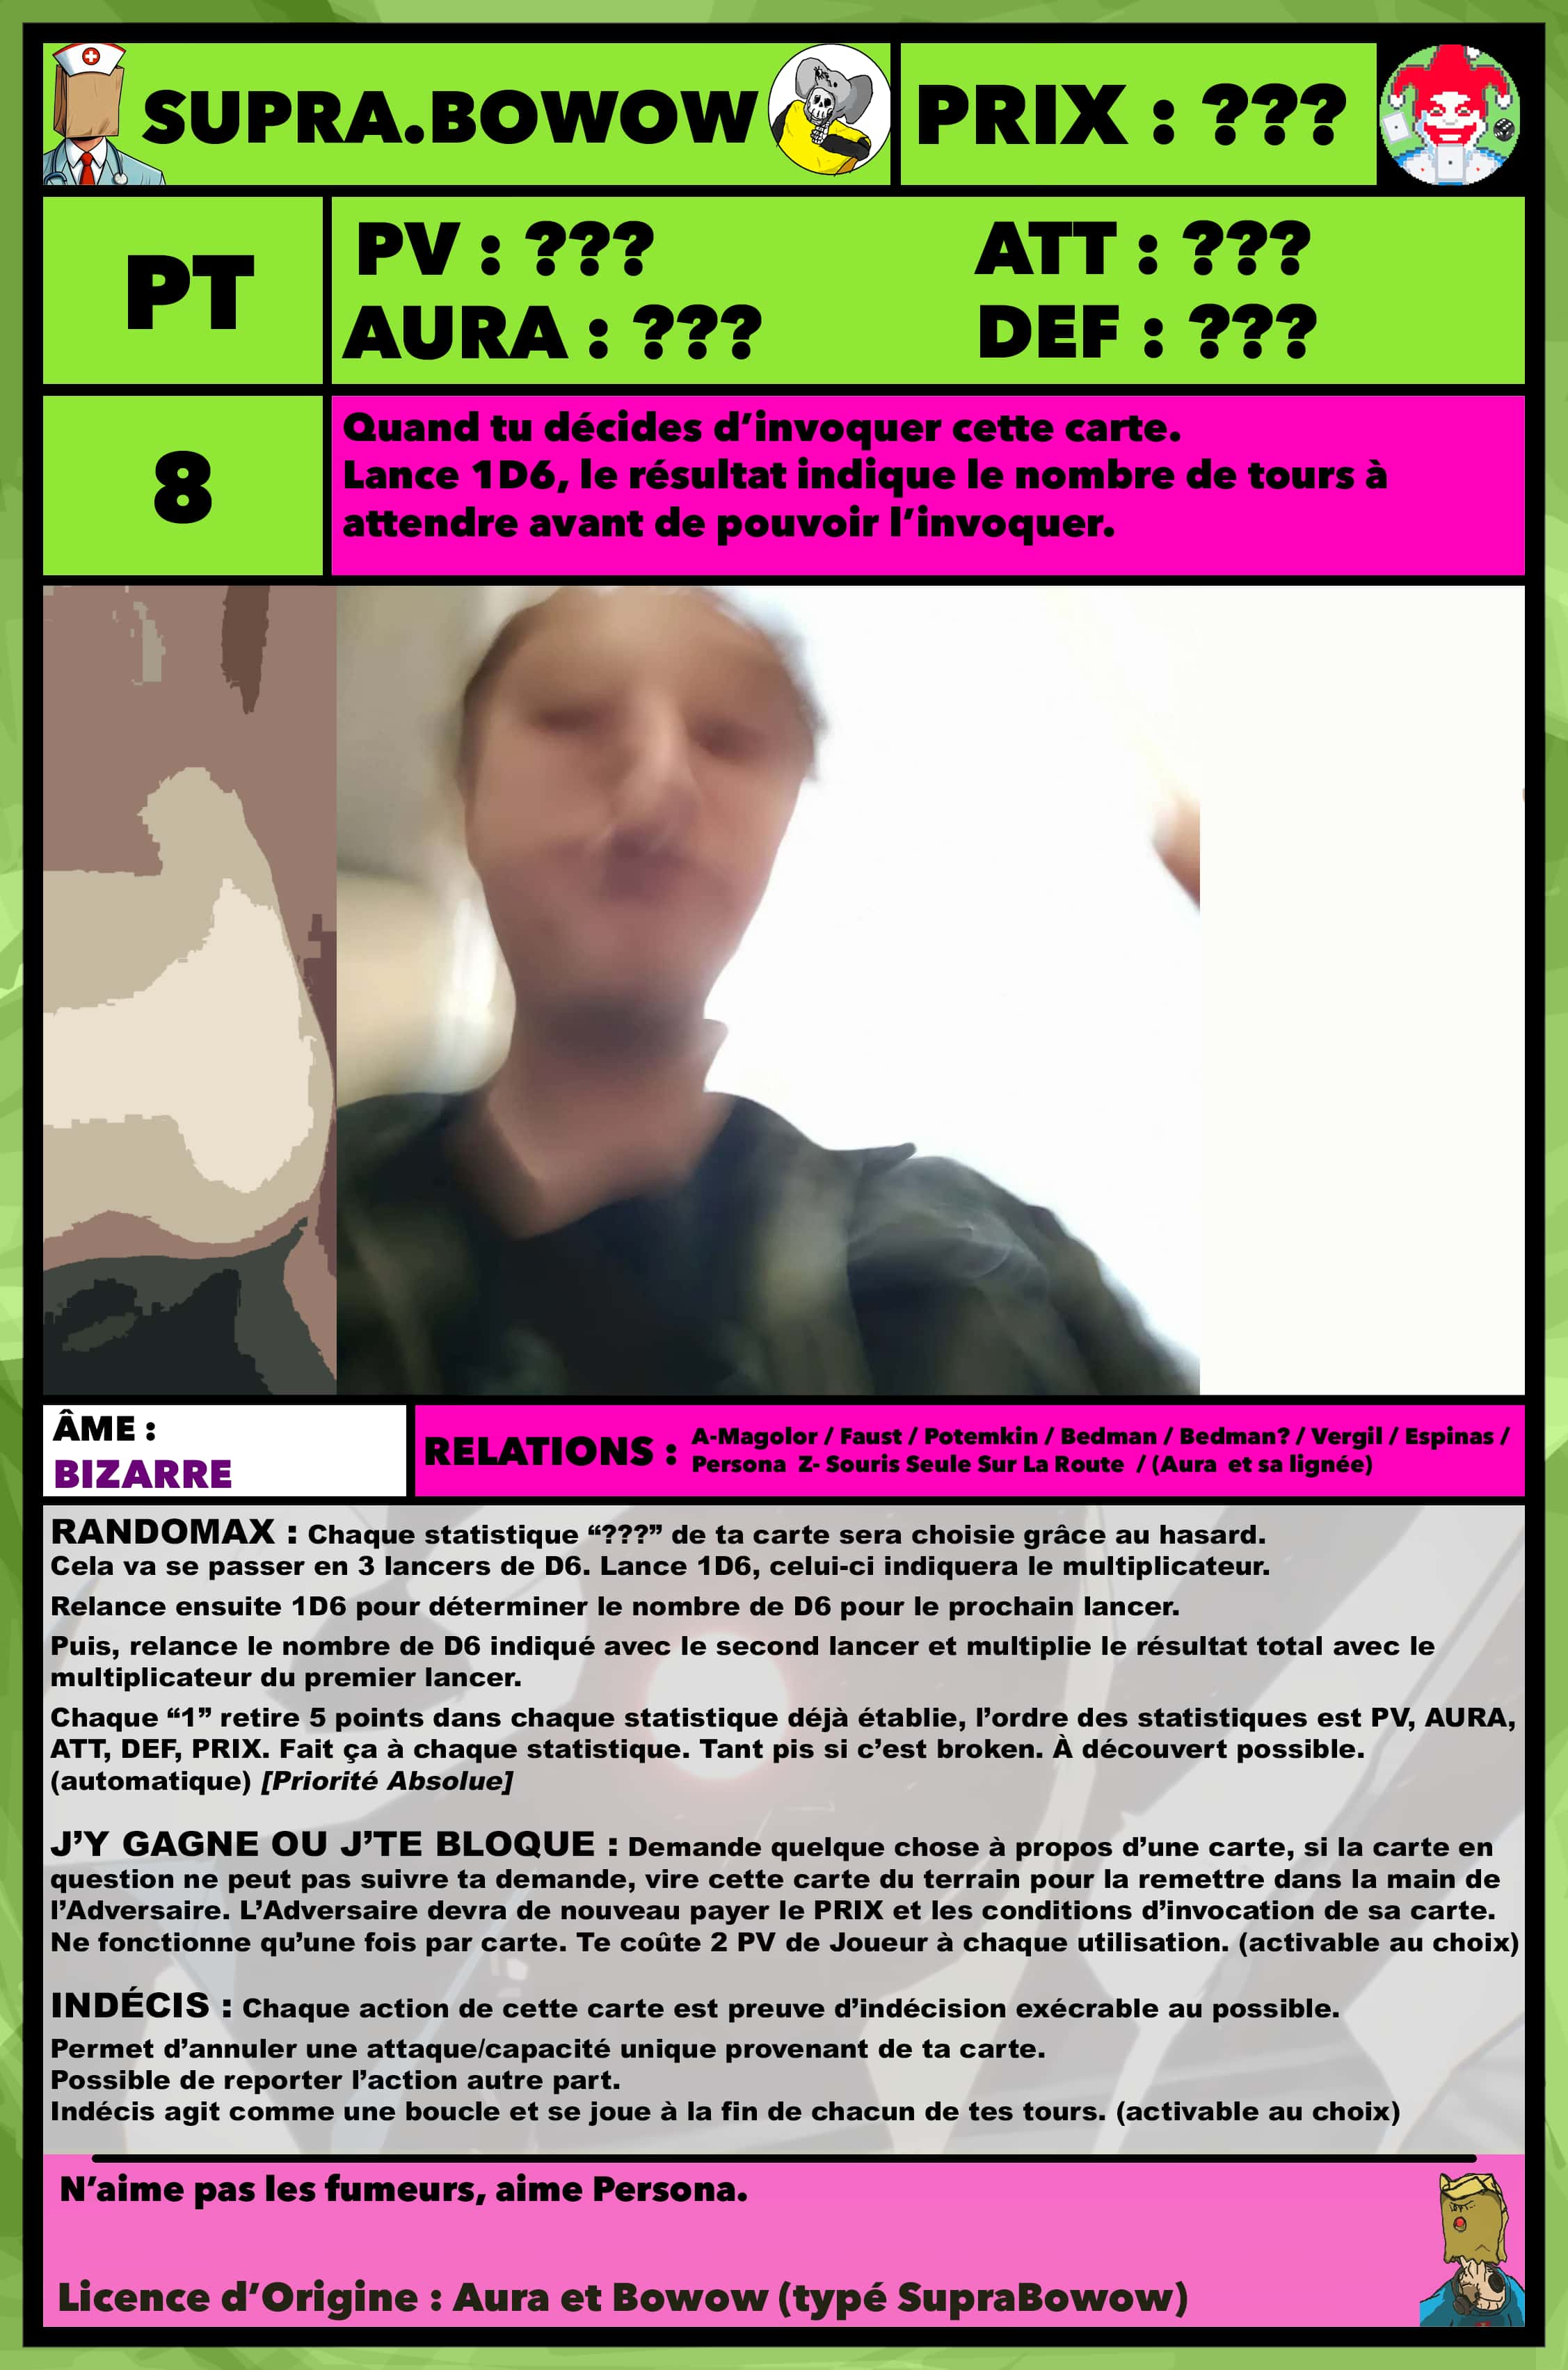 SUPRA.BOWOW
PRIX : ???
PT
PV : ???
ATT : ???
AURA : ???
DEF : ???
8
Quand tu décides d’invoquer cette carte.
Lance 1D6, le résultat indique le nombre de tours à
attendre avant de pouvoir l’invoquer.
ÂME :
BIZARRE
RELATIONS :
A-Magolor / Faust / Potemkin / Bedman / Bedman? / Vergil / Espinas /
Persona Z- Souris Seule Sur La Route / (Aura et sa lignée)
RANDOMAX : Chaque statistique “???” de ta carte sera choisie grâce au hasard.
Cela va se passer en 3 lancers de D6. Lance 1D6, celui-ci indiquera le multiplicateur.
Relance ensuite 1D6 pour déterminer le nombre de D6 pour le prochain lancer.
Puis, relance le nombre de D6 indiqué avec le second lancer et multiplie le résultat total avec le
multiplicateur du premier lancer.
Chaque “1” retire 5 points dans chaque statistique déjà établie, l’ordre des statistiques est PV, AURA,
ATT, DEF, PRIX. Fait ça à chaque statistique. Tant pis si c’est broken. À découvert possible.
(automatique) [Priorité Absolue]
J’Y GAGNE OU J’TE BLOQUE : Demande quelque chose à propos d’une carte, si la carte en
question ne peut pas suivre ta demande, vire cette carte du terrain pour la remettre dans la main de
l’Adversaire. L’Adversaire devra de nouveau payer le PRIX et les conditions d’invocation de sa carte.
Ne fonctionne qu’une fois par carte. Te coûte 2 PV de Joueur à chaque utilisation. (activable au choix)
INDÉCIS : Chaque action de cette carte est preuve d’indécision exécrable au possible.
Permet d’annuler une attaque/capacité unique provenant de ta carte.
Possible de reporter l’action autre part.
Indécis agit comme une boucle et se joue à la fin de chacun de tes tours. (activable au choix)
N’aime pas les fumeurs, aime Persona.
Licence d’Origine : Aura et Bowow (typé SupraBowow)